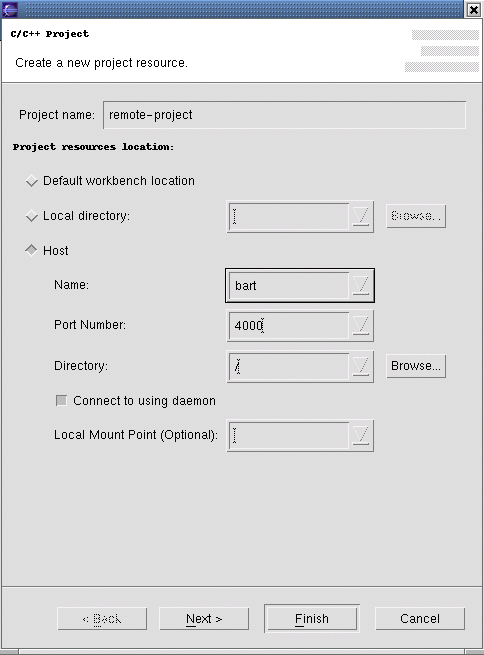 C/C++ Project
Create a new project resource.
Project name: remote-project
Project resources location:
Default workbench location
Local directory: Browse...
Host
Name: bart
Port Number: 4000
Directory: / Browse...
Connect to using daemon
Local Mount Point (Optional):
< Back Next > Finish Cancel